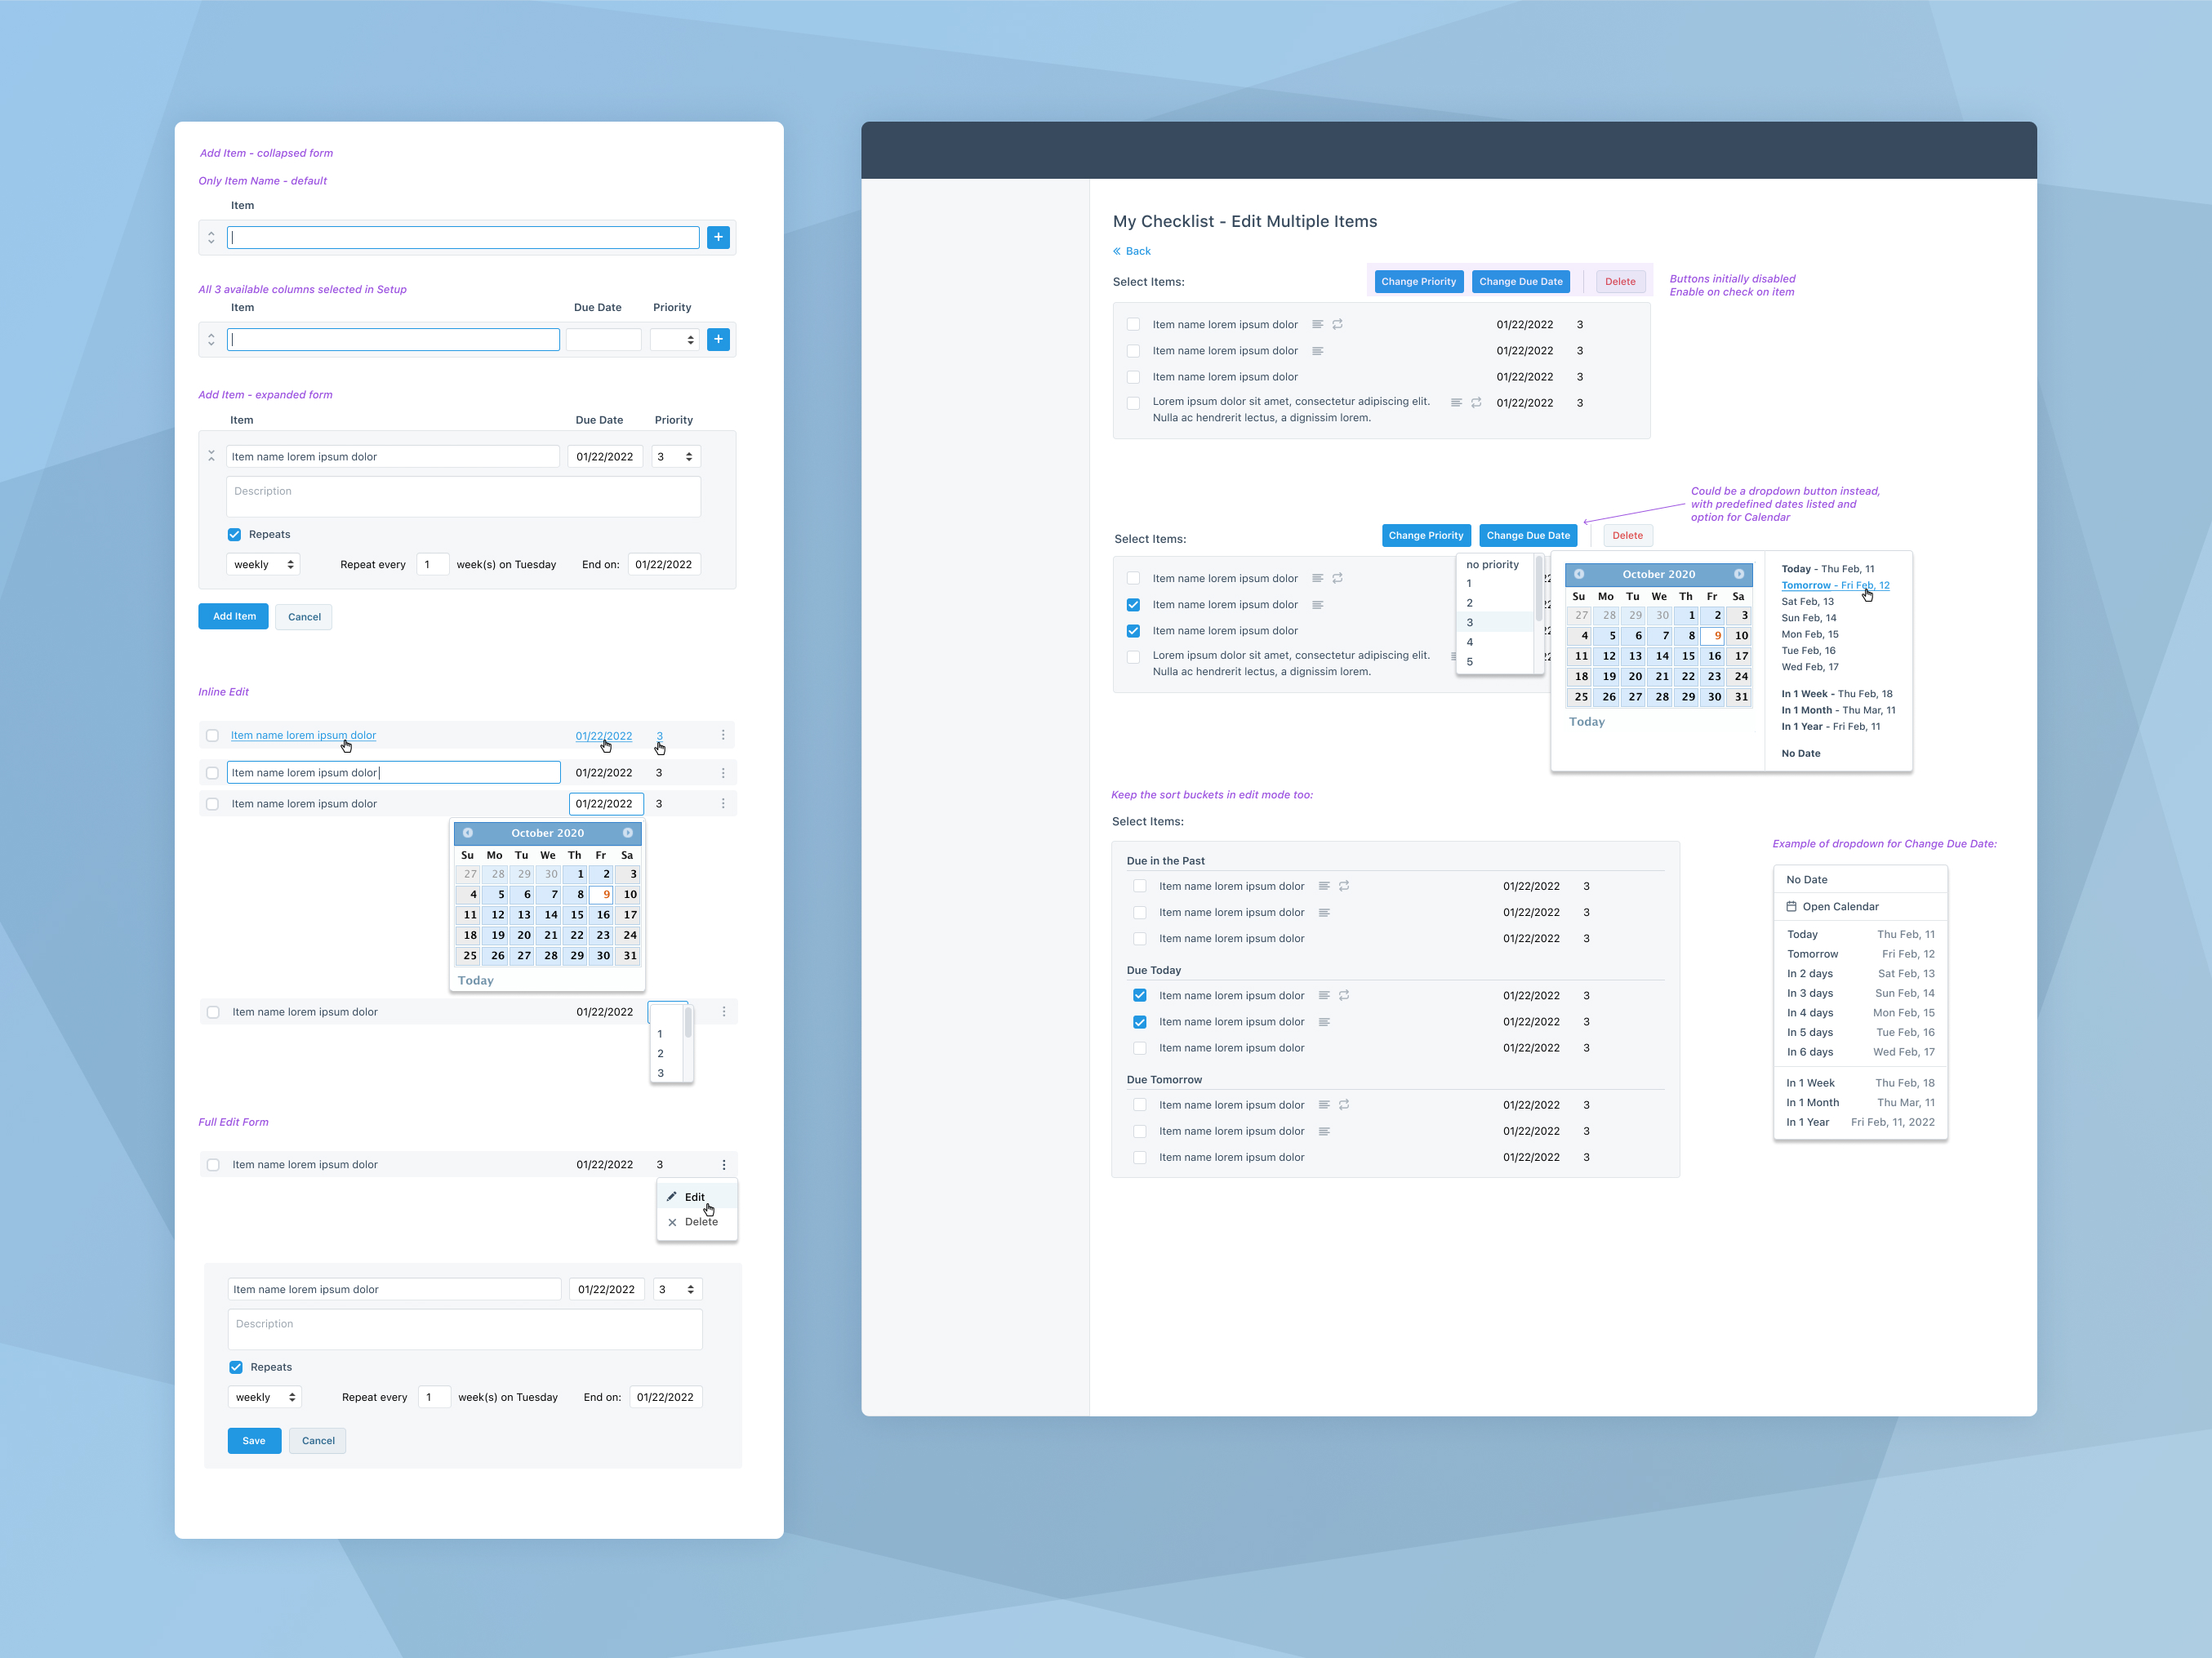 Add Item - collapsed form
Only Item Name - default
Item
+
All 3 available columns selected in Setup
Item Due Date Priority
+
Add Item - expanded form
Item Due Date Priority
Item name lorem ipsum dolor 01/22/2022 3
Description
Repeats
weekly Repeat every 1 week(s) on Tuesday End on: 01/22/2022
Add Item Cancel
Inline Edit
Item name lorem ipsum dolor 01/22/2022 3
Item name lorem ipsum dolor 01/22/2022 3
Item name lorem ipsum dolor 01/22/2022 3
October 2020
Su Mo Tu We Th Fr Sa
27 28 29 30 1 2 3
4 5 6 7 8 9 10
11 12 13 14 15 16 17
18 19 20 21 22 23 24
25 26 27 28 29 30 31
Today
Item name lorem ipsum dolor 01/22/2022
1
2
3
Full Edit Form
Item name lorem ipsum dolor 01/22/2022 3
Edit
Delete
Item name lorem ipsum dolor 01/22/2022 3
Description
Repeats
weekly Repeat every 1 week(s) on Tuesday End on: 01/22/2022
Save Cancel
My Checklist - Edit Multiple Items
« Back
Select Items: Change Priority Change Due Date Delete
Buttons initially disabled
Enable on check on item
Item name lorem ipsum dolor 01/22/2022 3
Item name lorem ipsum dolor 01/22/2022 3
Item name lorem ipsum dolor 01/22/2022 3
Lorem ipsum dolor sit amet, consectetur adipiscing elit. 01/22/2022 3
Nulla ac hendrerit lectus, a dignissim lorem.
Could be a dropdown button instead,
with predefined dates listed and
option for Calendar
Select Items: Change Priority Change Due Date Delete
Item name lorem ipsum dolor
Item name lorem ipsum dolor
Item name lorem ipsum dolor
Lorem ipsum dolor sit amet, consectetur adipiscing elit.
Nulla ac hendrerit lectus, a dignissim lorem.
no priority
1
2
3
4
5
October 2020
Su Mo Tu We Th Fr Sa
27 28 29 30 1 2 3
4 5 6 7 8 9 10
11 12 13 14 15 16 17
18 19 20 21 22 23 24
25 26 27 28 29 30 31
Today
Today - Thu Feb, 11
Tomorrow - Fri Feb, 12
Sat Feb, 13
Sun Feb, 14
Mon Feb, 15
Tue Feb, 16
Wed Feb, 17
In 1 Week - Thu Feb, 18
In 1 Month - Thu Mar, 11
In 1 Year - Fri Feb, 11
No Date
Keep the sort buckets in edit mode too:
Select Items:
Due in the Past
Item name lorem ipsum dolor 01/22/2022 3
Item name lorem ipsum dolor 01/22/2022 3
Item name lorem ipsum dolor 01/22/2022 3
Due Today
Item name lorem ipsum dolor 01/22/2022 3
Item name lorem ipsum dolor 01/22/2022 3
Item name lorem ipsum dolor 01/22/2022 3
Due Tomorrow
Item name lorem ipsum dolor 01/22/2022 3
Item name lorem ipsum dolor 01/22/2022 3
Item name lorem ipsum dolor 01/22/2022 3
Example of dropdown for Change Due Date:
No Date
Open Calendar
Today Thu Feb, 11
Tomorrow Fri Feb, 12
In 2 days Sat Feb, 13
In 3 days Sun Feb, 14
In 4 days Mon Feb, 15
In 5 days Tue Feb, 16
In 6 days Wed Feb, 17
In 1 Week Thu Feb, 18
In 1 Month Thu Mar, 11
In 1 Year Fri Feb, 11, 2022